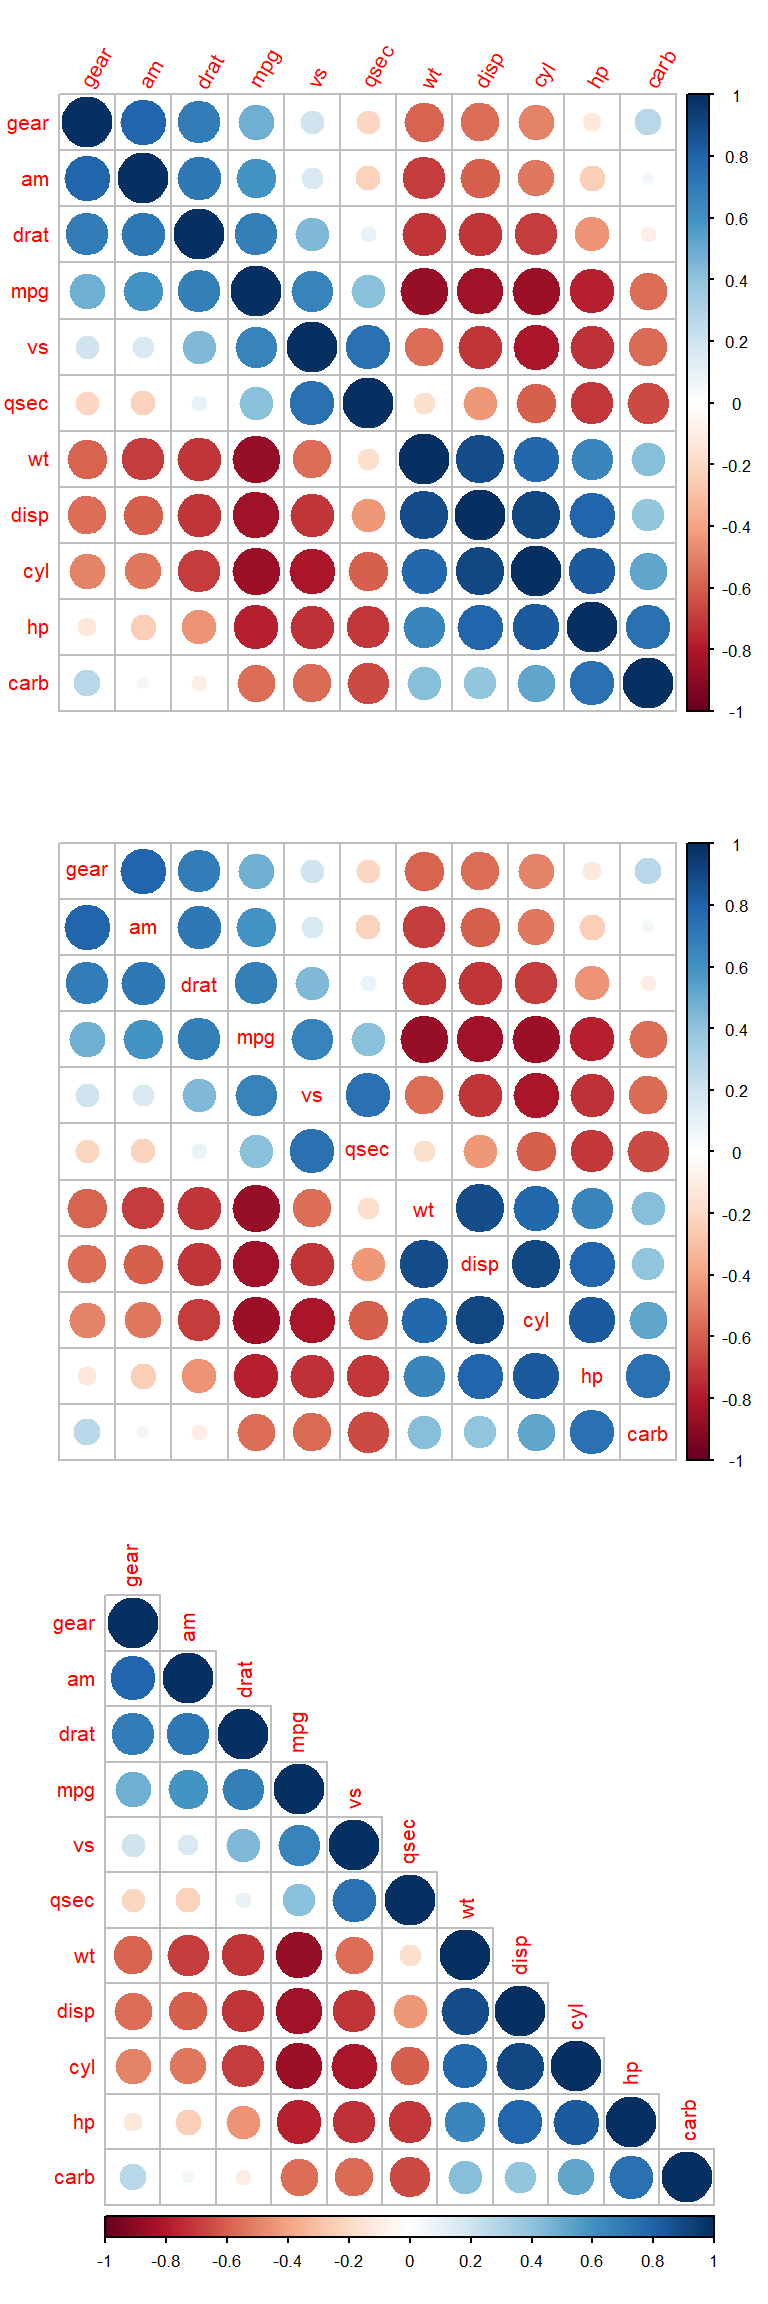 gear am drat mpg vs qsec wt disp cyl hp carb
gear
am
drat
mpg
vs
qsec
wt
disp
cyl
hp
carb
1
0.8
0.6
0.4
0.2
0
-0.2
-0.4
-0.6
-0.8
-1
gear
am
drat
mpg
vs
qsec
wt
disp
cyl
hp
carb
1
0.8
0.6
0.4
0.2
0
-0.2
-0.4
-0.6
-0.8
-1
gear
gear
am
am
drat
drat
mpg
mpg
vs
vs
qsec
qsec
wt
wt
disp
disp
cyl
cyl
hp
hp
carb
carb
-1 -0.8 -0.6 -0.4 -0.2 0 0.2 0.4 0.6 0.8 1